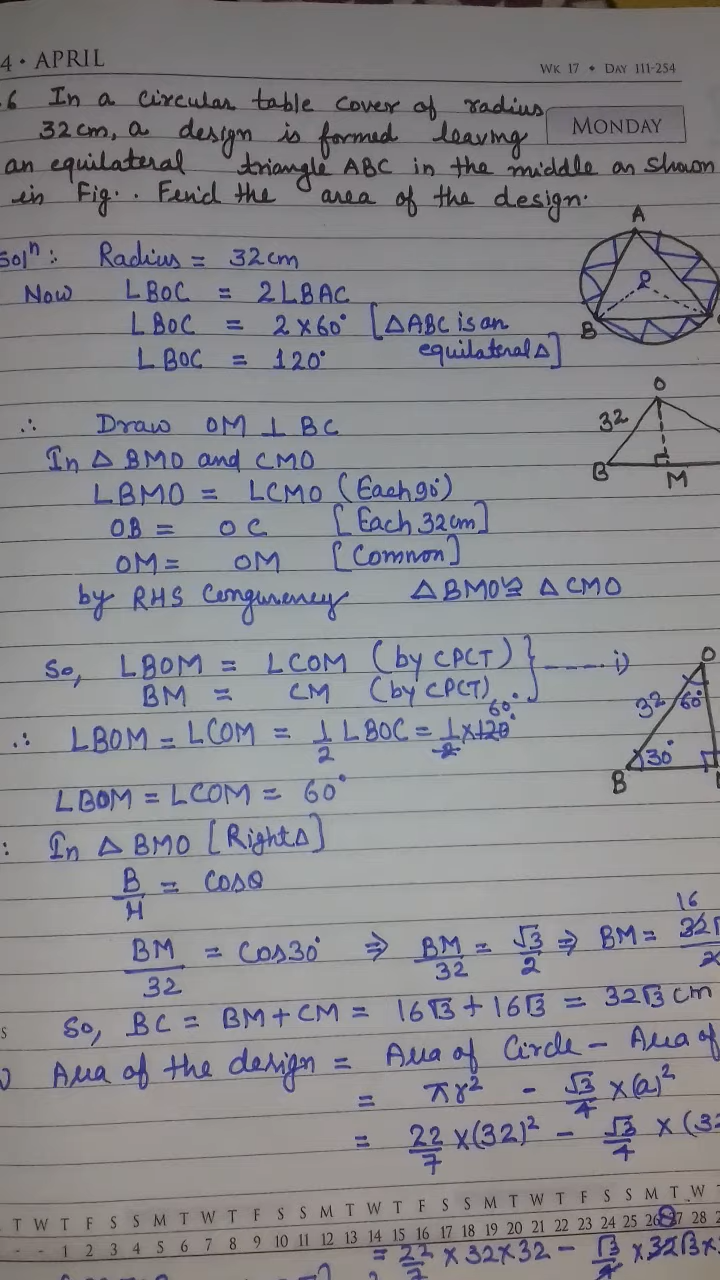 4 • APRIL
WK 17 • DAY 111-254
MONDAY
.6 In a circular table cover of radius
32cm, a design is formed leaving
an equilateral triangle ABC in the middle as shown
in Fig. . Find the area of the design.
A
B
Solⁿ: Radius = 32cm
Now ∠BOC = 2∠BAC
∠BOC = 2×60° [△ABC is an equilateral △]
∠BOC = 120°
O
32
B
M
∴ Draw OM ⊥ BC
In △ BMO and CMO
∠BMO = ∠CMO (Each 90°)
OB = OC [Each 32cm]
OM = OM [Common]
by RHS Congurency △BMO ≅ △CMO
So, ∠BOM = ∠COM (by CPCT)
BM = CM (by CPCT) } ----- i)
∴ ∠BOM = ∠COM = 1/2 ∠BOC = 1/2 × 120° 60°
O
32
60°
30°
B
∠BOM = ∠COM = 60°
: In △ BMO [Right△]
B/H = cosθ
BM/32 = Cos30° ⇒ BM/32 = √3/2 ⇒ BM = 32/2 16
So, BC = BM + CM = 16√3 + 16√3 = 32√3 cm
Area of the design = Area of Circle − Area of
= πr² − √3/4 ×(a)²
= 22/7 ×(32)² − √3/4 × (32
T W T F S S M T W T F S S M T W T F S S M T W T F S S M T W
- - 1 2 3 4 5 6 7 8 9 10 11 12 13 14 15 16 17 18 19 20 21 22 23 24 25 26 27 28
= 22/7 × 32×32 − √3/4 × 32√3 ×